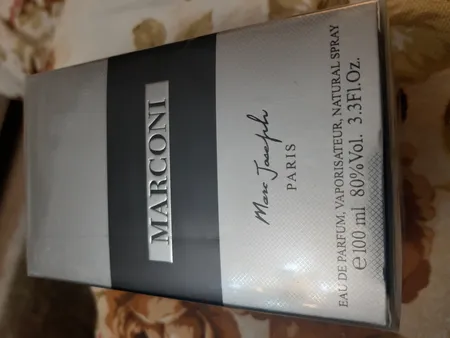 MARCONI
Marc Joseph
PARIS
EAU DE PARFUM, VAPORISATEUR, NATURAL SPRAY
℮100 ml 80%Vol. 3.3Fl.Oz.